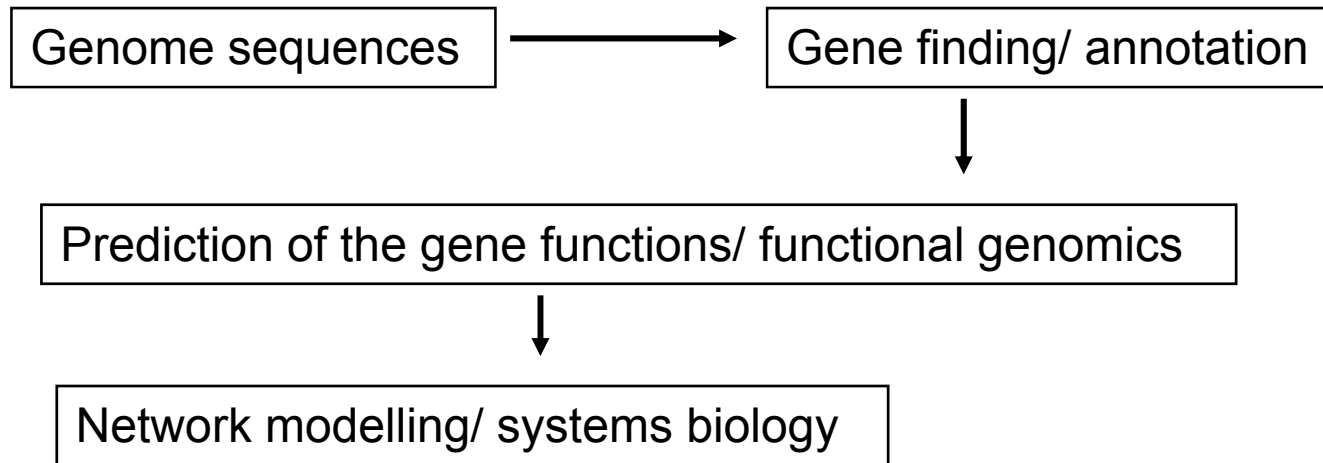 Genome sequences
Gene finding/ annotation
Prediction of the gene functions/ functional genomics
Network modelling/ systems biology